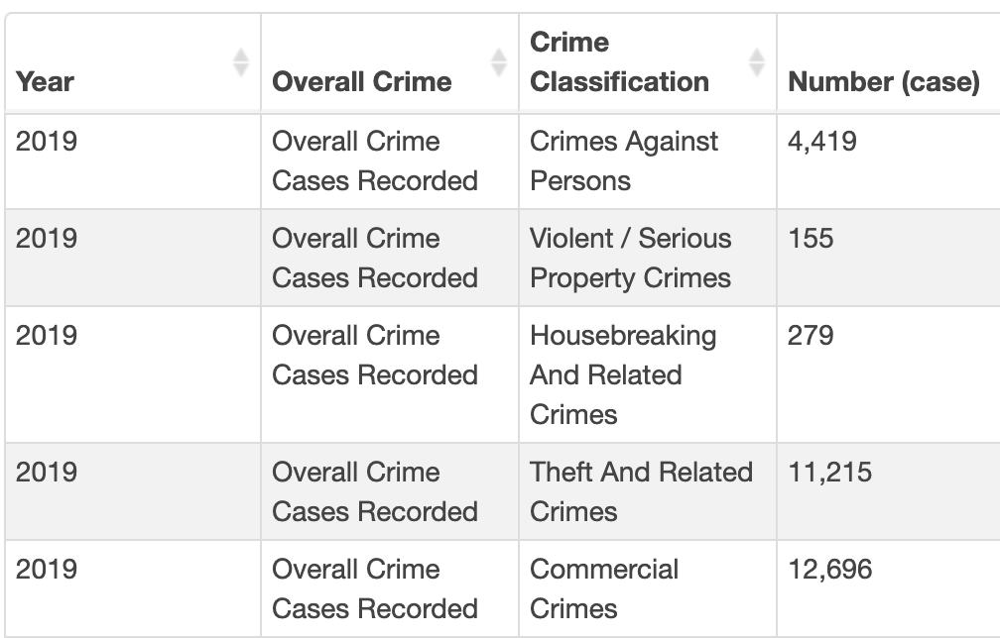 Year Overall Crime Crime Classification Number (case)
2019 Overall Crime Cases Recorded Crimes Against Persons 4,419
2019 Overall Crime Cases Recorded Violent / Serious Property Crimes 155
2019 Overall Crime Cases Recorded Housebreaking And Related Crimes 279
2019 Overall Crime Cases Recorded Theft And Related Crimes 11,215
2019 Overall Crime Cases Recorded Commercial Crimes 12,696